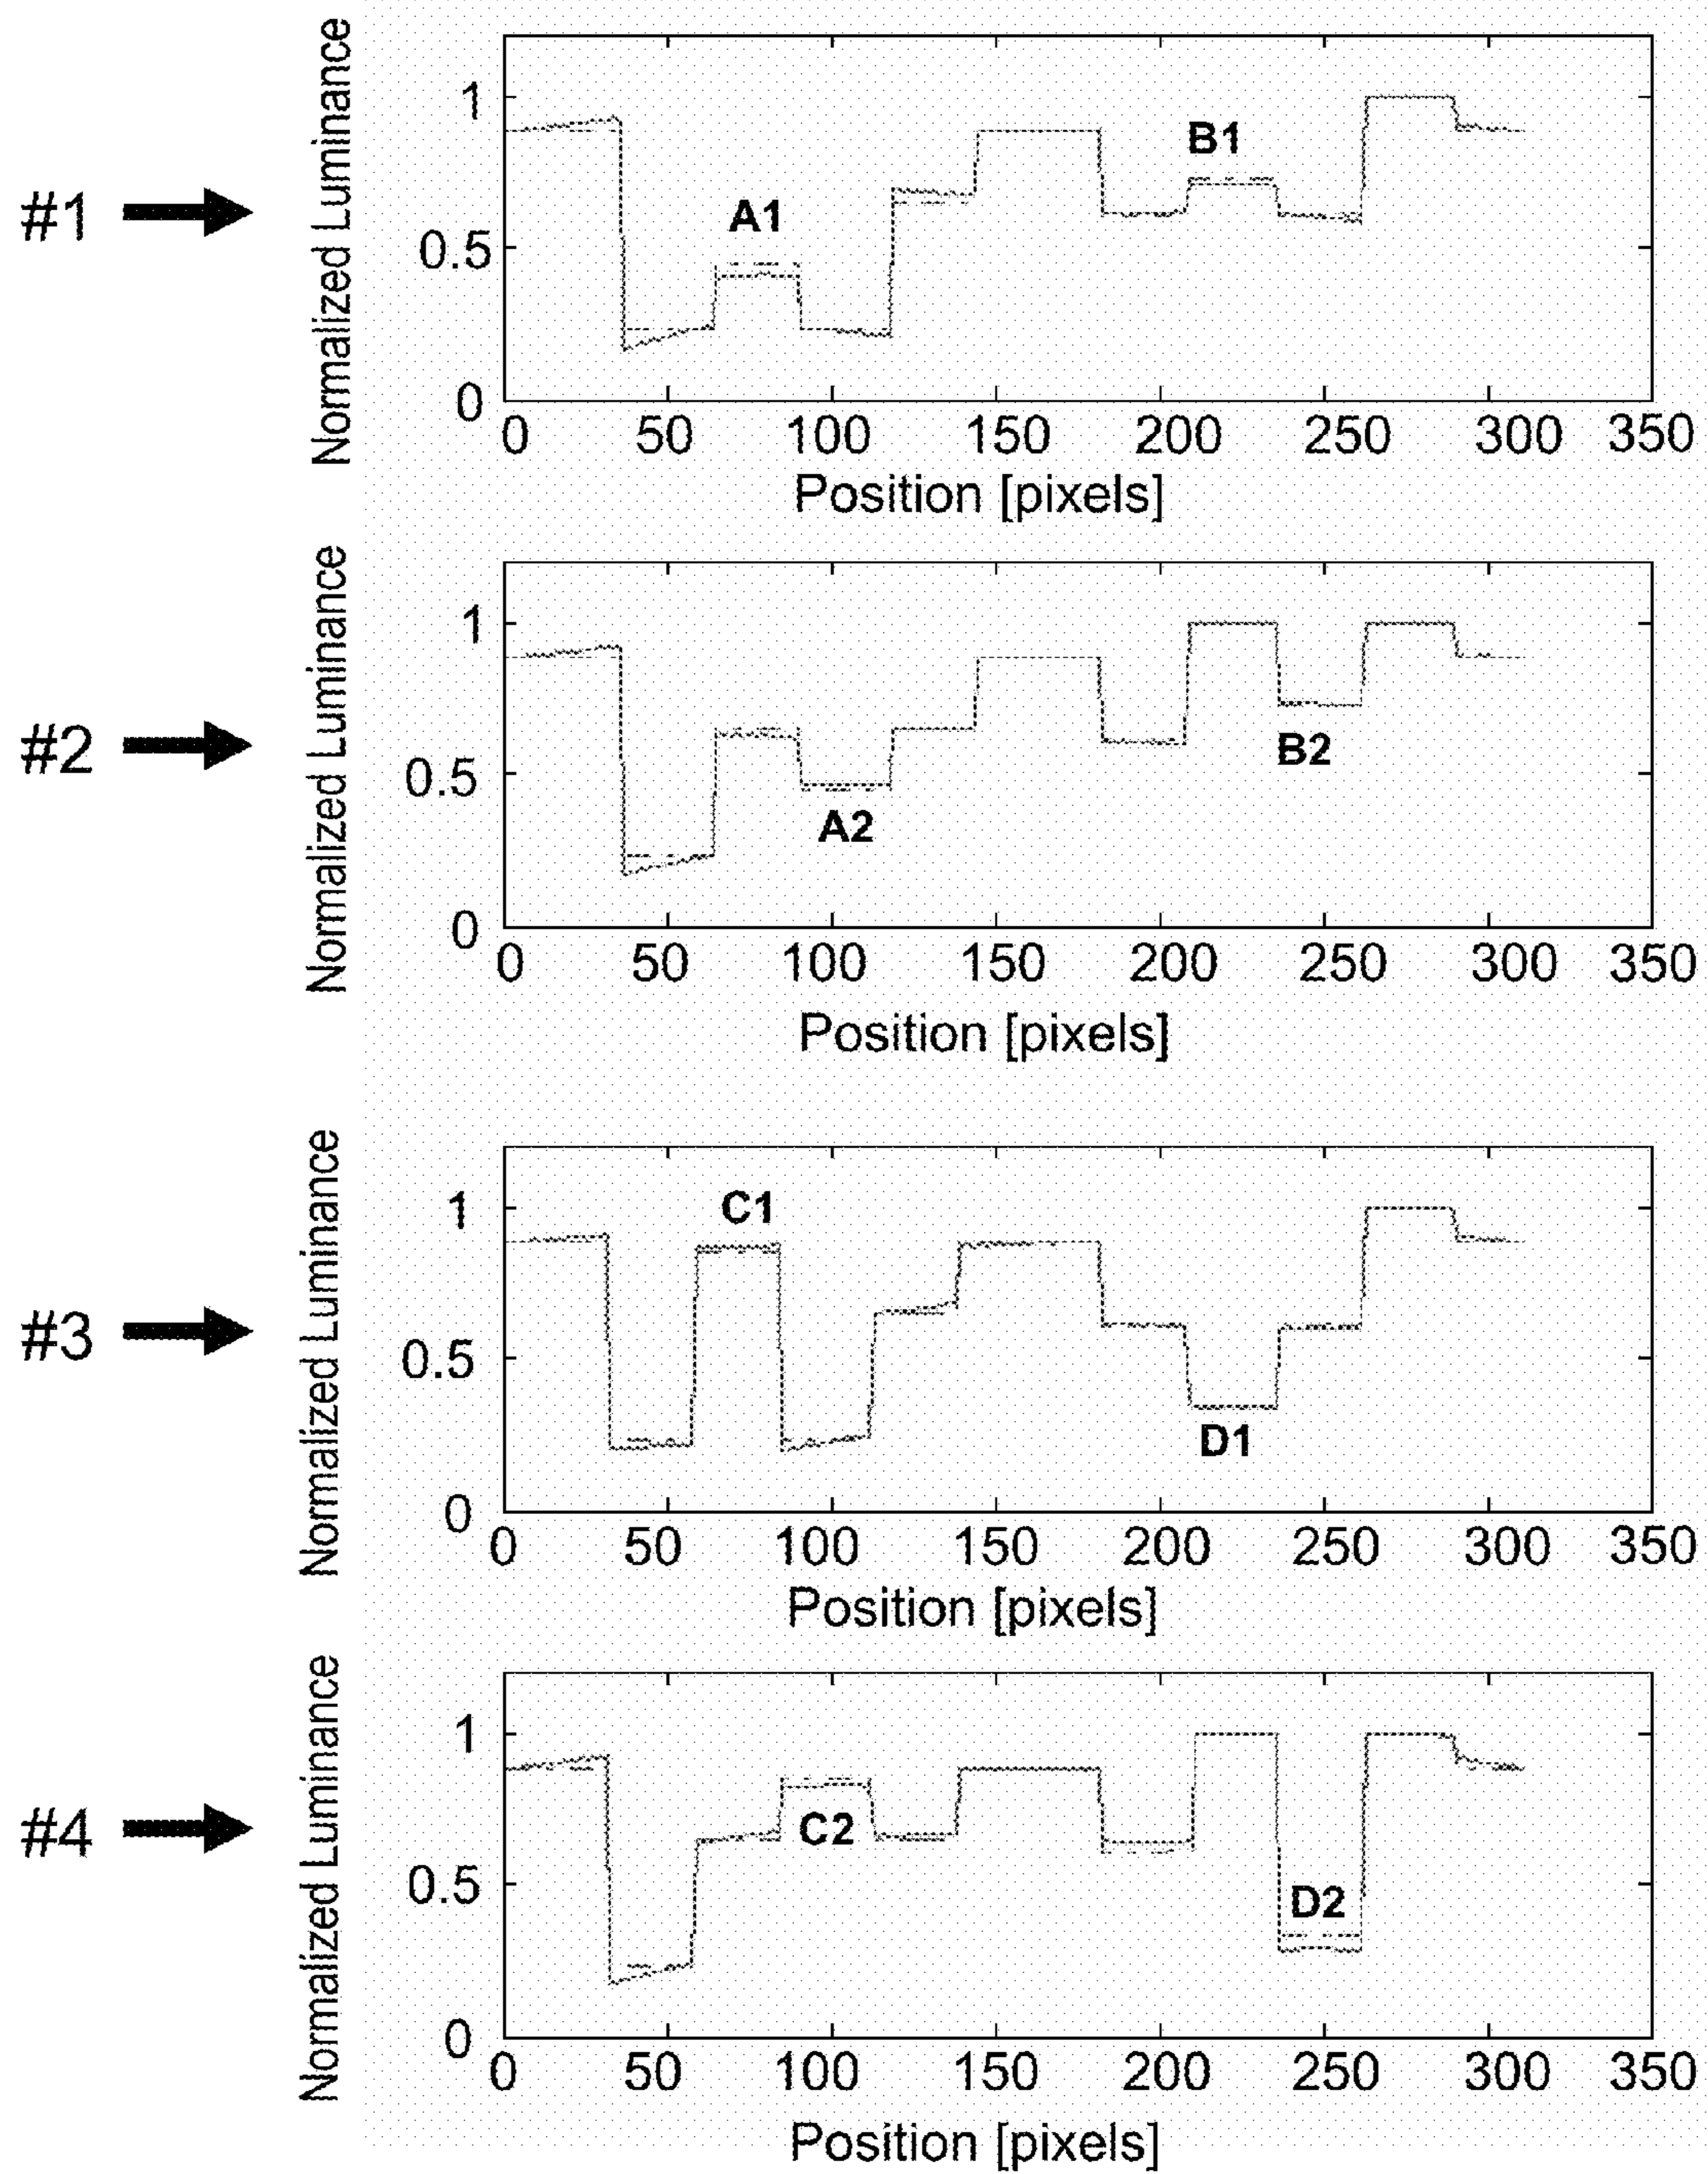 #1
Normalized Luminance
1
0.5
0
A1
B1
0 50 100 150 200 250 300 350
Position [pixels]
#2
Normalized Luminance
1
0.5
0
A2
B2
0 50 100 150 200 250 300 350
Position [pixels]
#3
Normalized Luminance
1
0.5
0
C1
D1
0 50 100 150 200 250 300 350
Position [pixels]
#4
Normalized Luminance
1
0.5
0
C2
D2
0 50 100 150 200 250 300 350
Position [pixels]